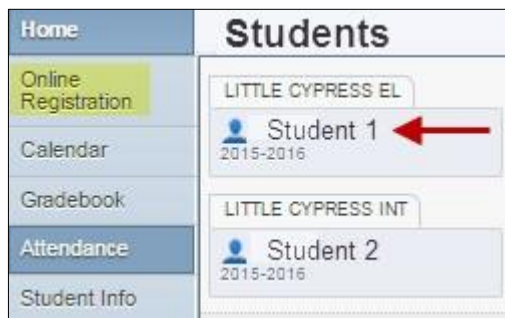 Home
Online
Registration
Calendar
Gradebook
Attendance
Student Info
Students
LITTLE CYPRESS EL
Student 1
2015-2016
LITTLE CYPRESS INT
Student 2
2015-2016